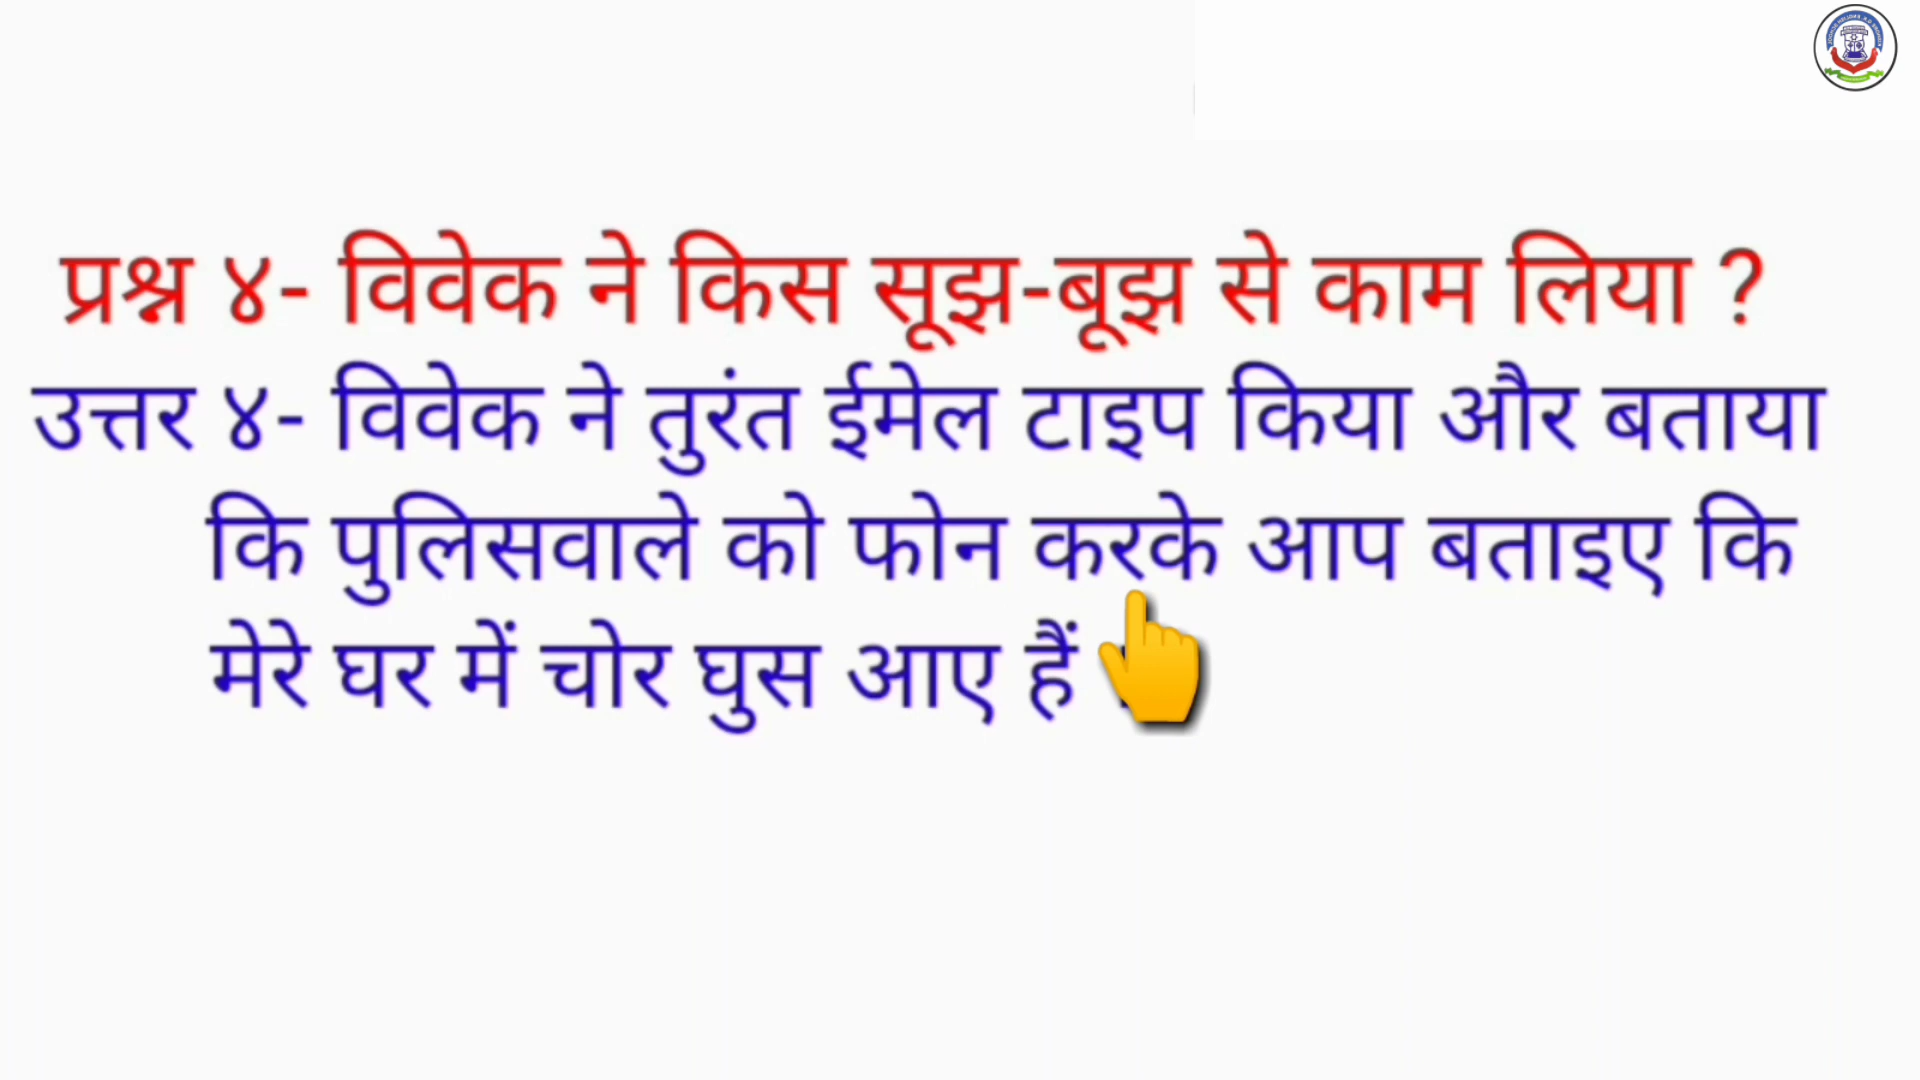 प्रश्न ४- विवेक ने किस सूझ-बूझ से काम लिया ?
उत्तर ४- विवेक ने तुरंत ईमेल टाइप किया और बताया
कि पुलिसवाले को फोन करके आप बताइए कि
मेरे घर में चोर घुस आए हैं